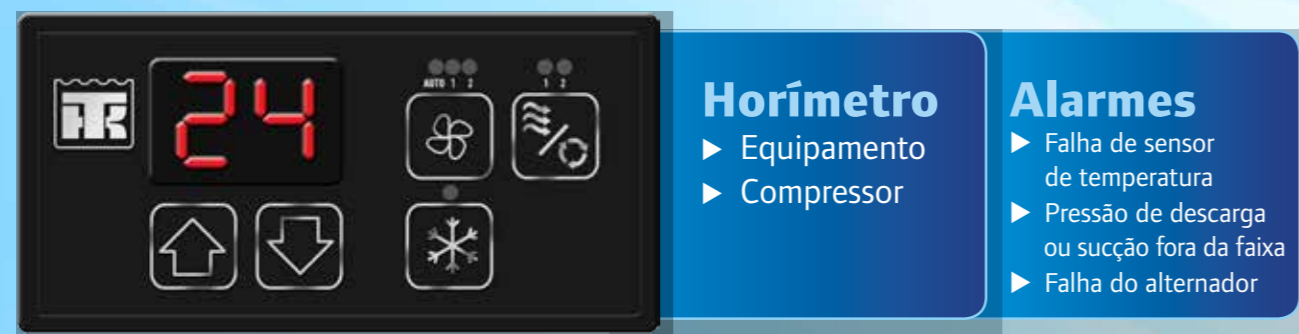 TK
24
AUTO 1 2
1 2
Horímetro
▶ Equipamento
▶ Compressor
Alarmes
▶ Falha de sensor
de temperatura
▶ Pressão de descarga
ou sucção fora da faixa
▶ Falha do alternador